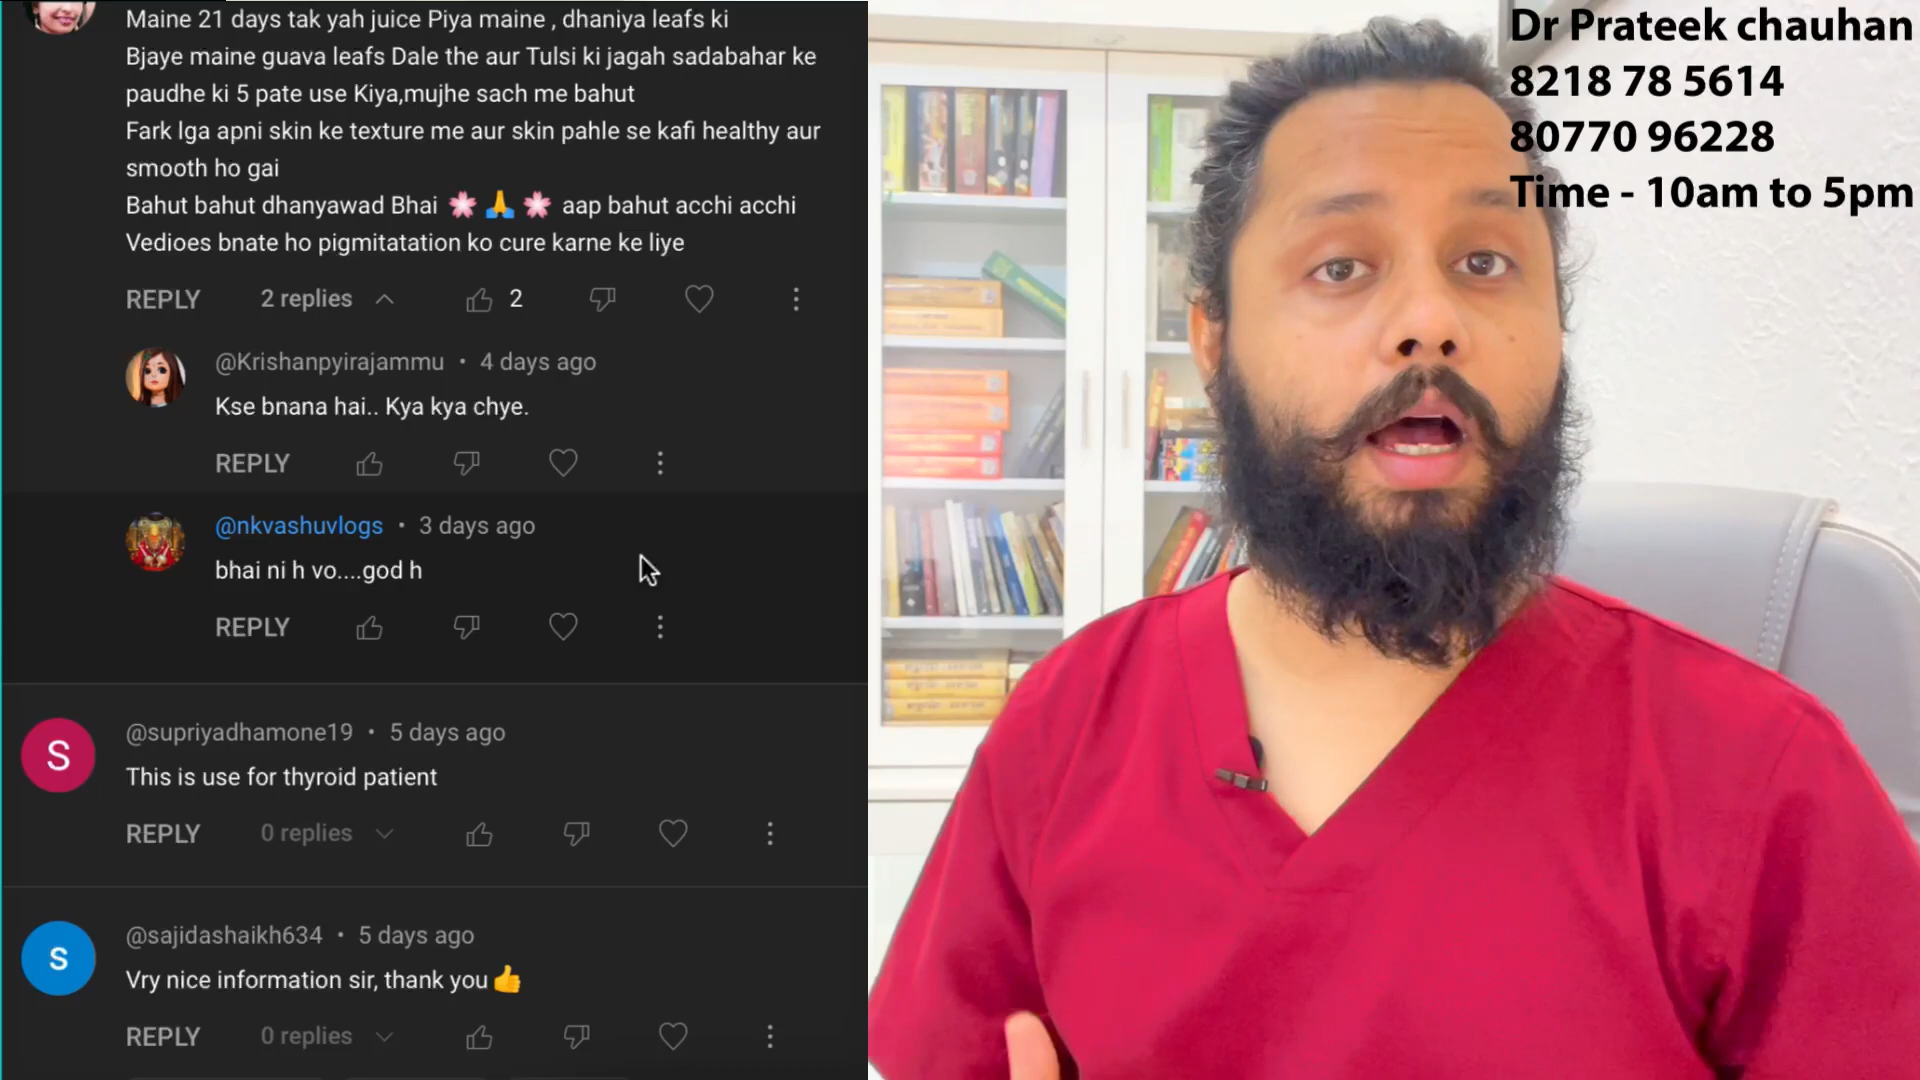 Maine 21 days tak yah juice Piya maine , dhaniya leafs ki
Bjaye maine guava leafs Dale the aur Tulsi ki jagah sadabahar ke
paudhe ki 5 pate use Kiya,mujhe sach me bahut
Fark lga apni skin ke texture me aur skin pahle se kafi healthy aur
smooth ho gai
Bahut bahut dhanyawad Bhai 🌸 🙏 🌸 aap bahut acchi acchi
Vedioes bnate ho pigmitatation ko cure karne ke liye
REPLY 2 replies 2
@Krishanpyirajammu • 4 days ago
Kse bnana hai.. Kya kya chye.
REPLY
@nkvashuvlogs • 3 days ago
bhai ni h vo....god h
REPLY
S
@supriyadhamone19 • 5 days ago
This is use for thyroid patient
REPLY 0 replies
S
@sajidashaikh634 • 5 days ago
Vry nice information sir, thank you 👍
REPLY 0 replies
Dr Prateek chauhan
8218 78 5614
80770 96228
Time - 10am to 5pm